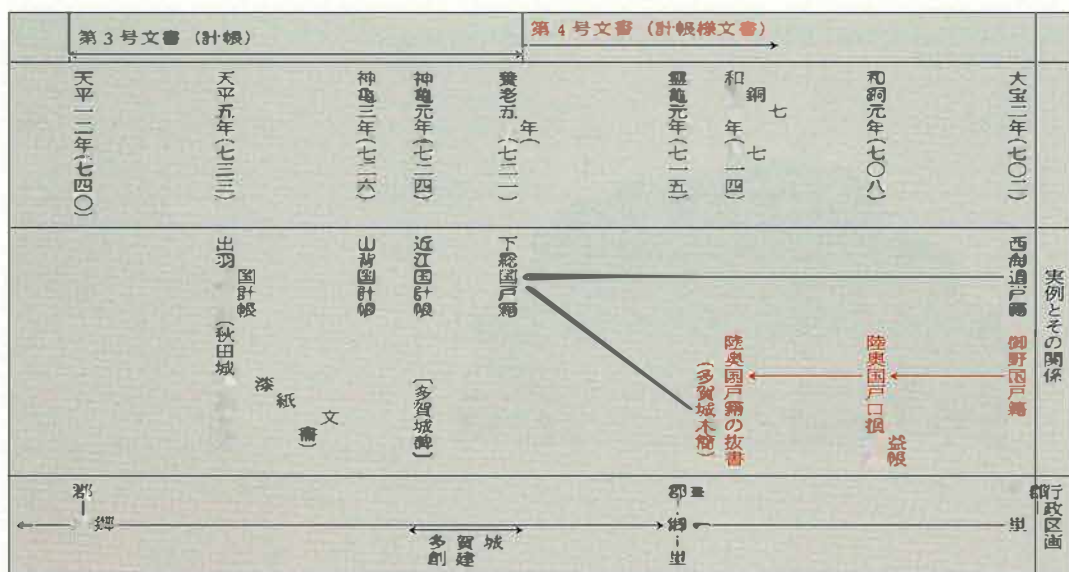 第3号文書（計帳）
第4号文書（計帳様文書）
大宝二年（七〇二）
和銅元年（七〇八）
和銅七年（七一四）
霊亀元年（七一五）
養老五年（七二一）
神亀元年（七二四）
神亀三年（七二六）
天平五年（七三三）
天平一二年（七四〇）
実例とその関係
西海道戸籍
御野国戸籍
陸奥国戸口損益帳
陸奥国戸籍の抜書
（多賀城木簡）
下総国戸籍
近江国計帳
〔多賀城碑〕
山背国計帳
出羽国計帳
（秋田城漆紙文書）
行政区画
郡―里
郡―郷―里
多賀城
創建
郡―郷